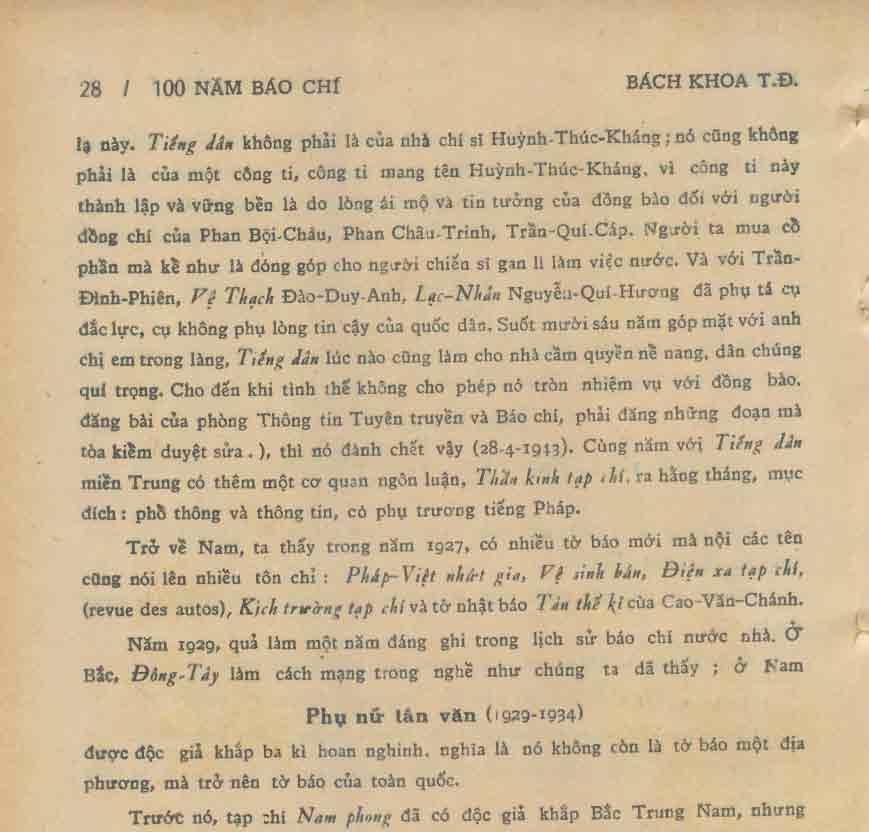 28 / 100 NĂM BÁO CHÍ
BÁCH KHOA T.Đ.
lạ này. Tiếng dân không phải là của nhà chí sĩ Huỳnh-Thúc-Kháng ; nó cũng không
phải là của một công ti, công ti mang tên Huỳnh-Thúc-Kháng, vì công ti này
thành lập và vững bền là do lòng ái mộ và tin tưởng của đồng bào đối với người
đồng chí của Phan Bội-Châu, Phan Châu-Trinh, Trần-Quí-Cáp. Người ta mua cổ
phần mà kể như là đóng góp cho người chiến sĩ gan lì làm việc nước. Và với Trần-
Đình-Phiên, Vệ Thạch Đào-Duy-Anh, Lạc-Nhân Nguyễn-Quí-Hương đã phụ tá cụ
đắc lực, cụ không phụ lòng tin cậy của quốc dân. Suốt mười sáu năm góp mặt với anh
chị em trong làng, Tiếng dân lúc nào cũng làm cho nhà cầm quyền nể nang, dân chúng
quí trọng. Cho đến khi tình thế không cho phép nó tròn nhiệm vụ với đồng bào.
đăng bài của phòng Thông tin Tuyên truyền và Báo chí, phải đăng những đoạn mà
tòa kiểm duyệt sửa . ), thì nó đành chết vậy (28-4-1943). Cùng năm với Tiếng dân
miền Trung có thêm một cơ quan ngôn luận, Thần kinh tạp chí, ra hằng tháng, mục
đích : phổ thông và thông tin, có phụ trương tiếng Pháp.
Trở về Nam, ta thấy trong năm 1927, có nhiều tờ báo mới mà nội các tên
cũng nói lên nhiều tôn chỉ : Pháp-Việt nhứt gia, Vệ sinh báo, Điện xa tạp chí,
(revue des autos), Kịch trường tạp chí và tờ nhật báo Tân thế kỉ của Cao-Văn-Chánh.
Năm 1929, quả làm một năm đáng ghi trong lịch sử báo chí nước nhà. Ở
Bắc, Đông-Tây làm cách mạng trong nghề như chúng ta đã thấy ; ở Nam
Phụ nữ tân văn (1929-1934)
được độc giả khắp ba kì hoan nghinh, nghĩa là nó không còn là tờ báo một địa
phương, mà trở nên tờ báo của toàn quốc.
Trước nó, tạp chí Nam phong đã có độc giả khắp Bắc Trung Nam, nhưng